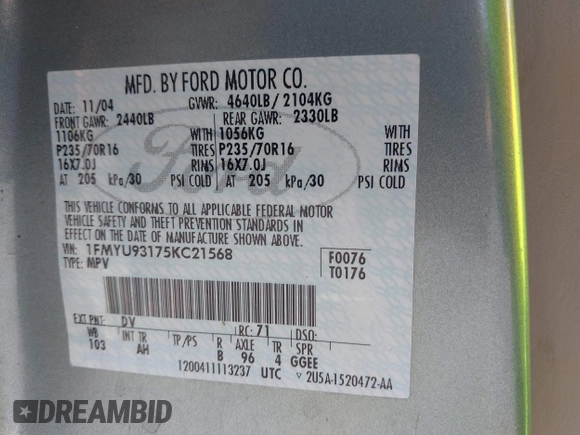 MFD. BY FORD MOTOR CO.
DATE: 11/04 GVWR: 4640LB/ 2104KG
FRONT GAWR: 2440LB REAR GAWR: 2330LB
1106KG WITH 1056KG WITH
P235/70R16 TIRES P235/70R16 TIRES
16X7.0J RIMS 16X7.0J RIMS
AT 205 kPa/30 PSI COLD AT 205 kPa/30 PSI COLD
Ford
THIS VEHICLE CONFORMS TO ALL APPLICABLE FEDERAL MOTOR
VEHICLE SAFETY AND THEFT PREVENTION STANDARDS IN
EFFECT ON THE DATE OF MANUFACTURE SHOWN ABOVE.
VIN: 1FMYU93175KC21568 F0076
TYPE: MPV T0176
EXT PNT: DV RC: 71 DSO:
WB INT TR TP/PS R AXLE TR SPR
103 AH B 96 4 GGEE
1200411113237 UTC 2U5A-1520472-AA
DREAMBID